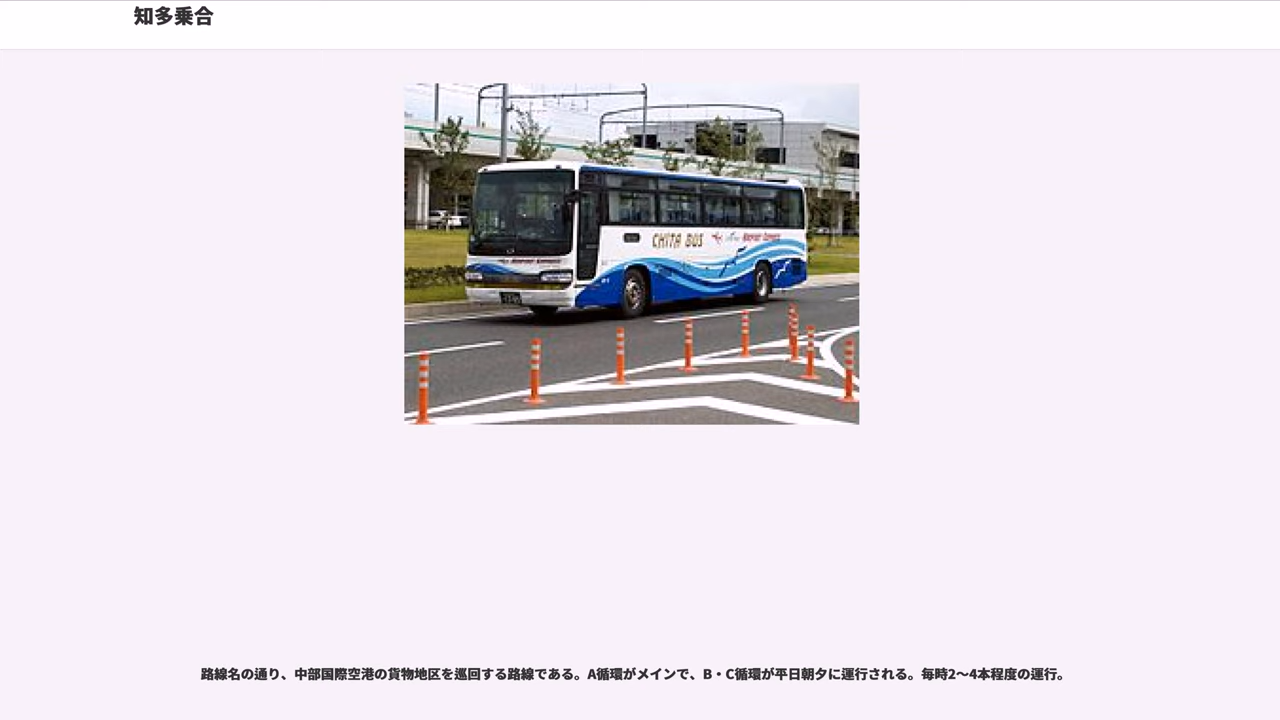 知多乗合
CHITA BUS
路線名の通り、中部国際空港の貨物地区を巡回する路線である。A循環がメインで、B・C循環が平日朝夕に運行される。毎時2〜4本程度の運行。